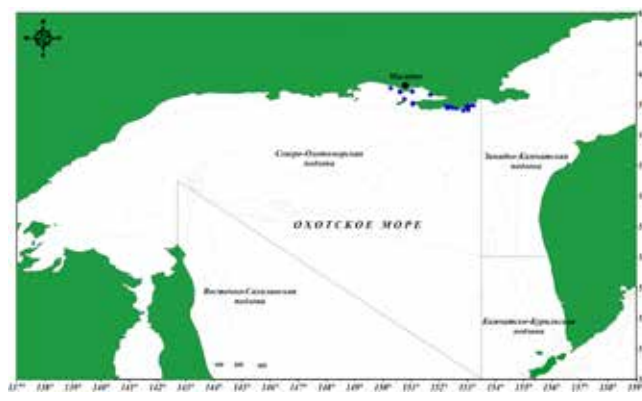 Магадан
Северо-Охотоморская
подзона
Западно-Камчатская
подзона
ОХОТСКОЕ МОРЕ
Восточно-Сахалинская
подзона
Камчатско-Курильская
подзона
137° 138° 139° 140° 141° 142° 143° 144° 145° 146° 147° 148° 149° 150° 151° 152° 153° 154° 155° 156° 157° 158° 159°